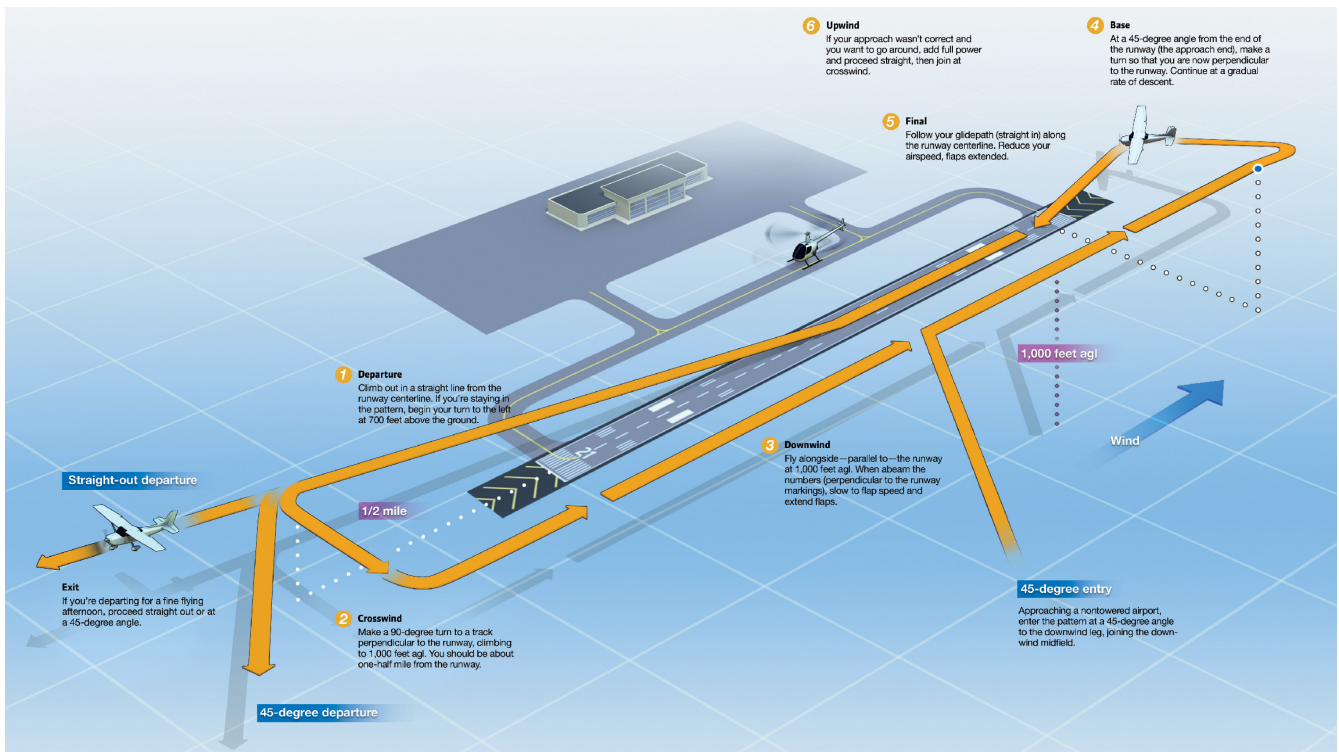 6 Upwind
If your approach wasn't correct and
you want to go around, add full power
and proceed straight, then join at
crosswind.
4 Base
At a 45-degree angle from the end of
the runway (the approach end), make a
turn so that you are now perpendicular
to the runway. Continue at a gradual
rate of descent.
5 Final
Follow your glidepath (straight in) along
the runway centerline. Reduce your
airspeed, flaps extended.
1,000 feet agl
1 Departure
Climb out in a straight line from the
runway centerline. If you're staying in
the pattern, begin your turn to the left
at 700 feet above the ground.
Wind
3 Downwind
Fly alongside—parallel to—the runway
at 1,000 feet agl. When abeam the
numbers (perpendicular to the runway
markings), slow to flap speed and
extend flaps.
21
Straight-out departure
1/2 mile
Exit
If you're departing for a fine flying
afternoon, proceed straight out or at
a 45-degree angle.
2 Crosswind
Make a 90-degree turn to a track
perpendicular to the runway, climbing
to 1,000 feet agl. You should be about
one-half mile from the runway.
45-degree entry
Approaching a nontowered airport,
enter the pattern at a 45-degree angle
to the downwind leg, joining the down-
wind midfield.
45-degree departure